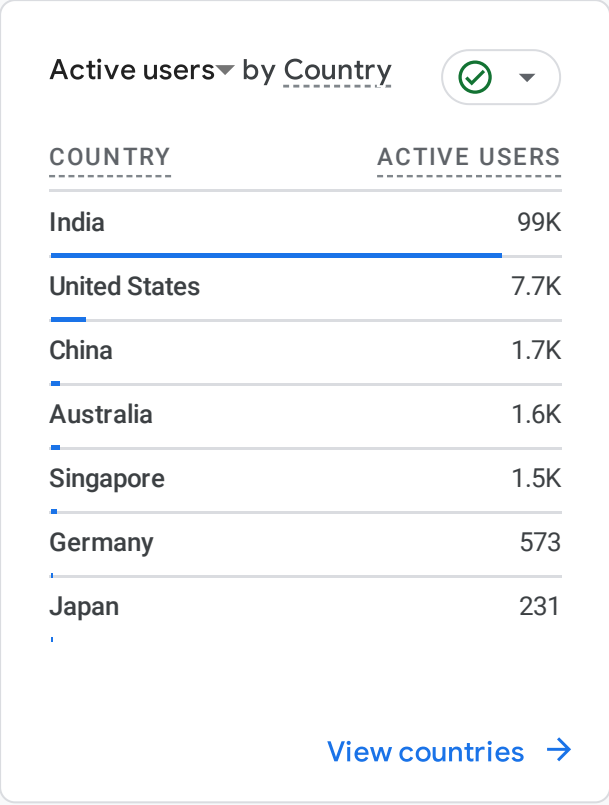 Active users by Country
COUNTRY ACTIVE USERS
India 99K
United States 7.7K
China 1.7K
Australia 1.6K
Singapore 1.5K
Germany 573
Japan 231
View countries